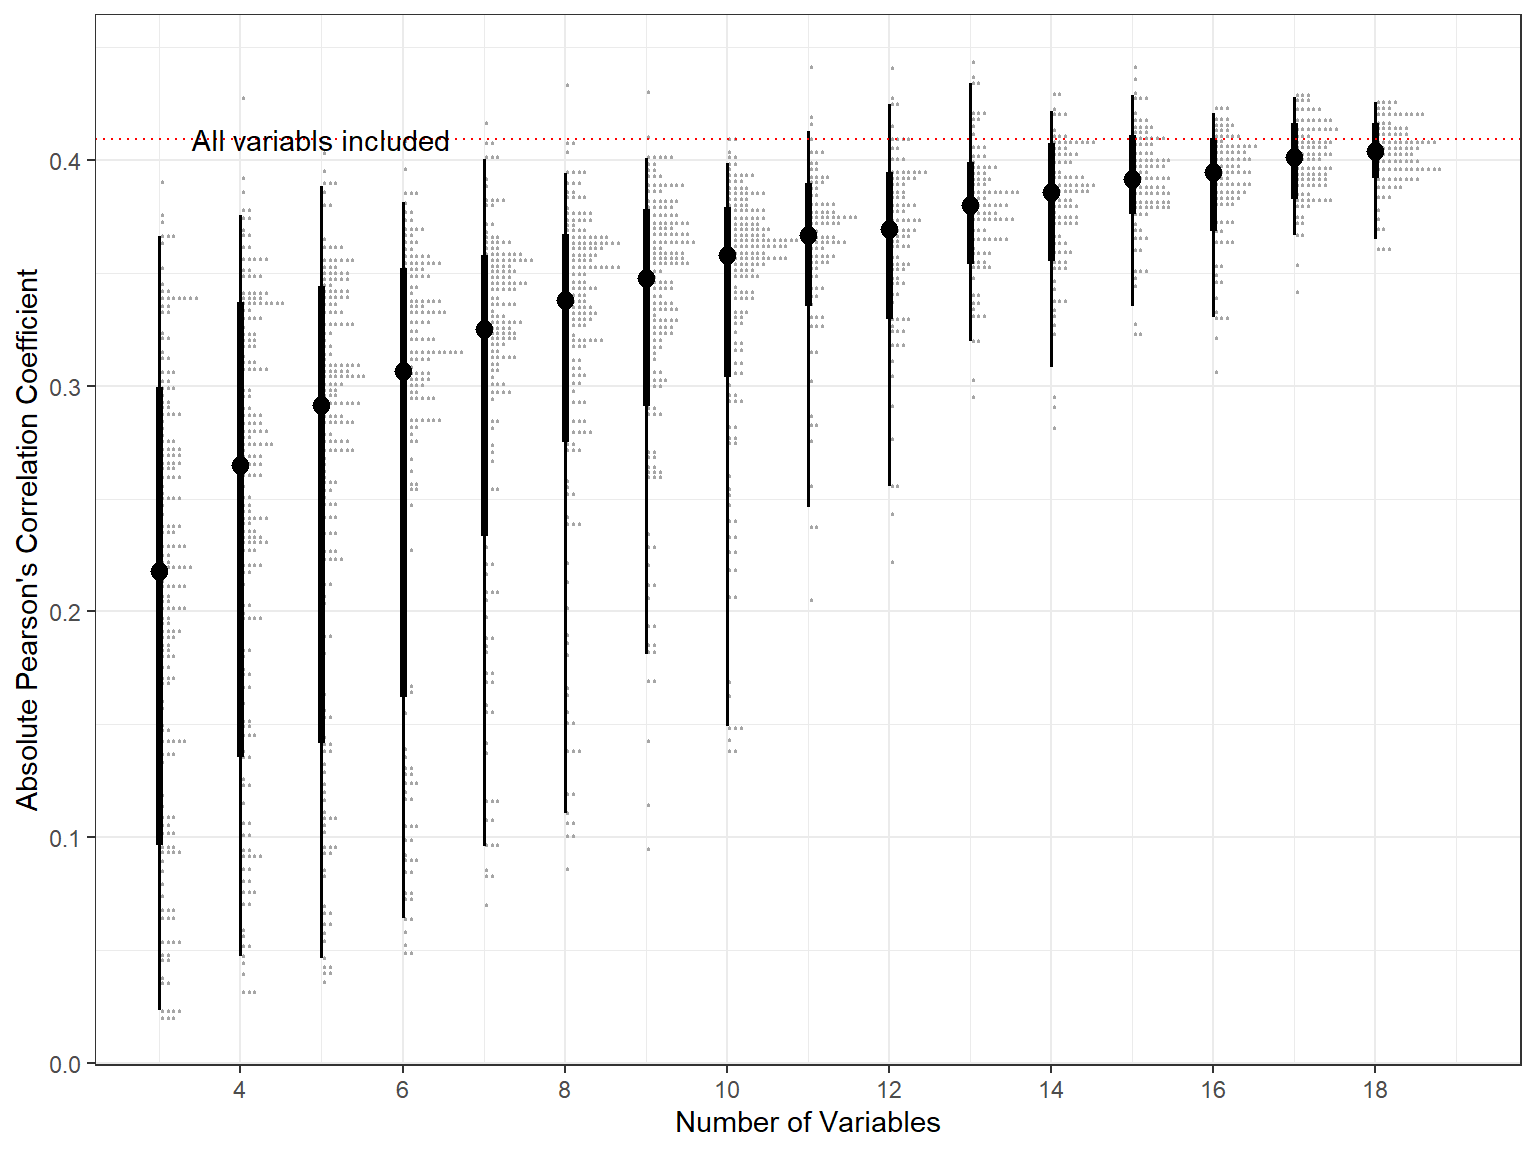 All variabls included
Absolute Pearson's Correlation Coefficient
0.4
0.3
0.2
0.1
0.0
4 6 8 10 12 14 16 18
Number of Variables